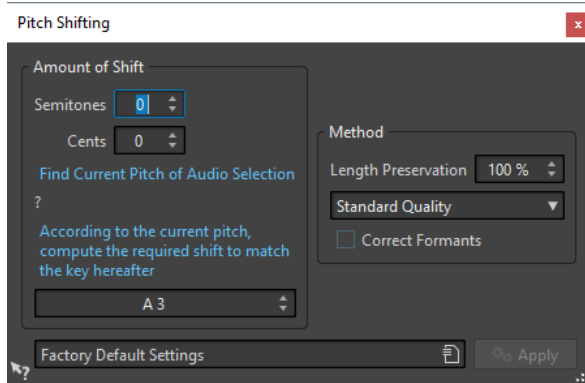 Pitch Shifting
x
Amount of Shift
Semitones 0
Cents 0
Find Current Pitch of Audio Selection
?
According to the current pitch,
compute the required shift to match
the key hereafter
A 3
Method
Length Preservation 100 %
Standard Quality
Correct Formants
Factory Default Settings
Apply
?